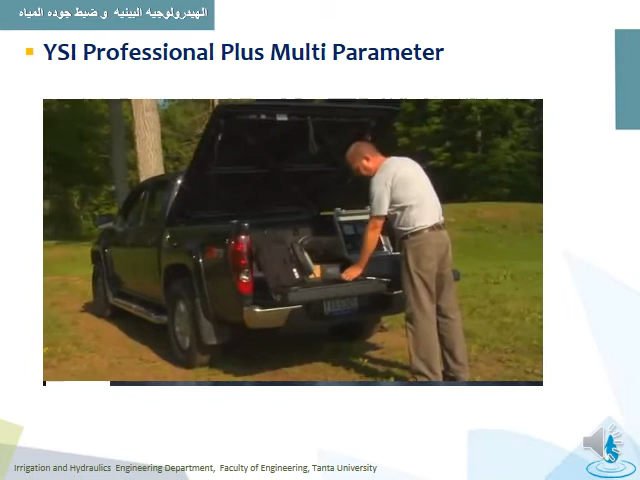 الهيدرولوجيه البينيه و ضبط جوده المياه
YSI Professional Plus Multi Parameter
Irrigation and Hydraulics Engineering Department, Faculty of Engineering, Tanta University